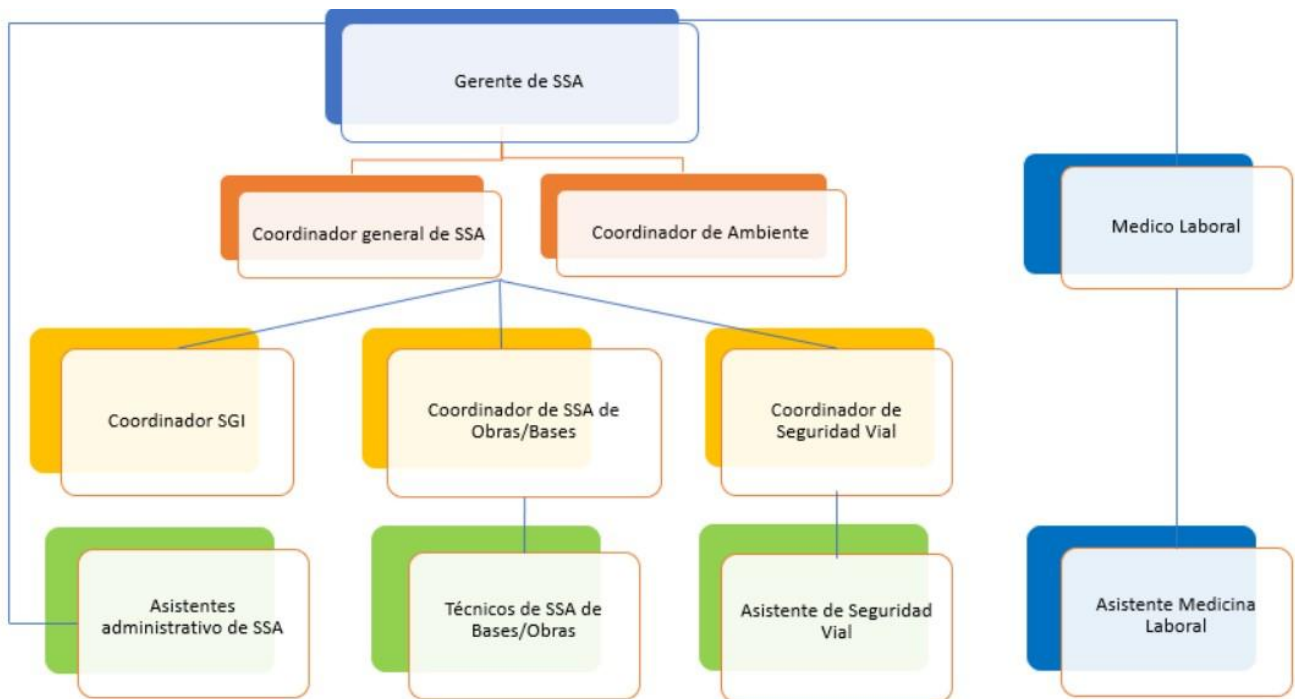 Gerente de SSA
Coordinador general de SSA
Coordinador de Ambiente
Medico Laboral
Coordinador SGI
Coordinador de SSA de
Obras/Bases
Coordinador de
Seguridad Vial
Asistentes
administrativo de SSA
Técnicos de SSA de
Bases/Obras
Asistente de Seguridad
Vial
Asistente Medicina
Laboral